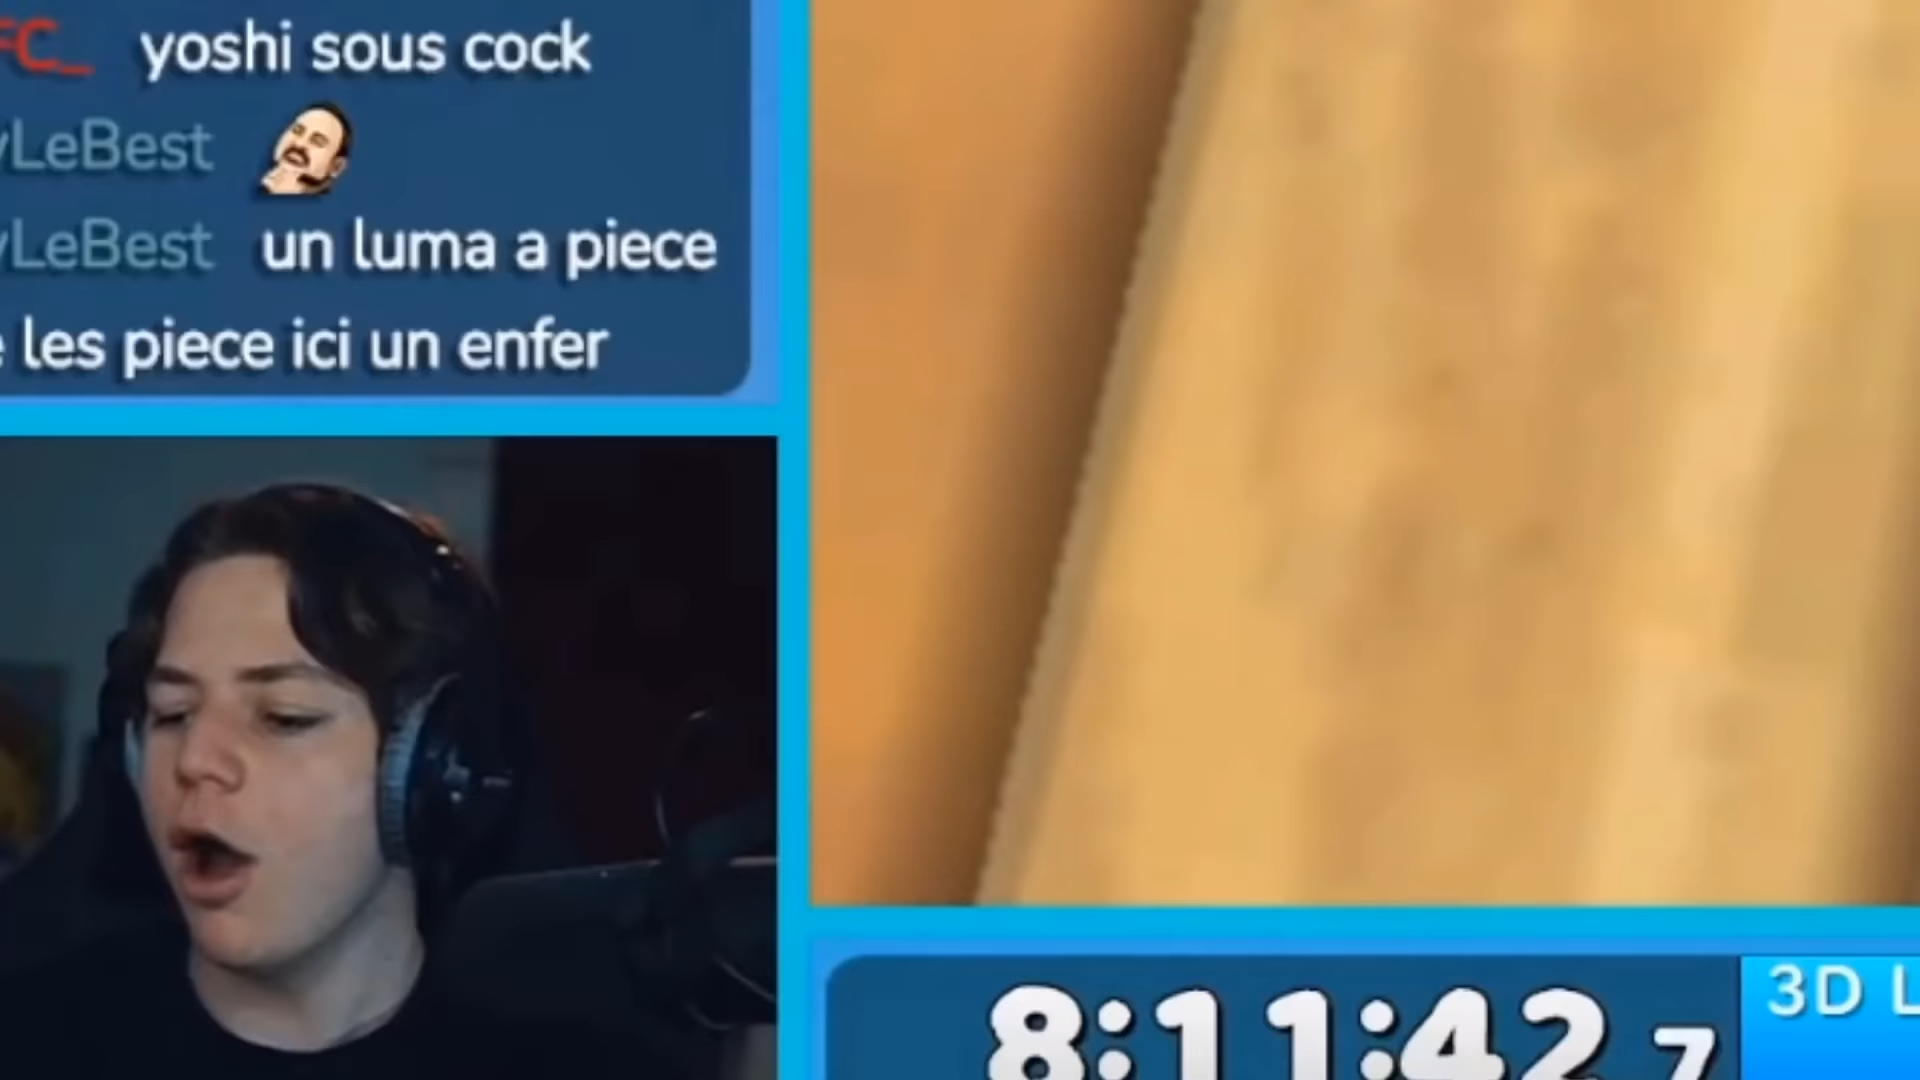 FC_ yoshi sous cock
yLeBest
yLeBest un luma a piece
les piece ici un enfer
8:11:42 7
3D L